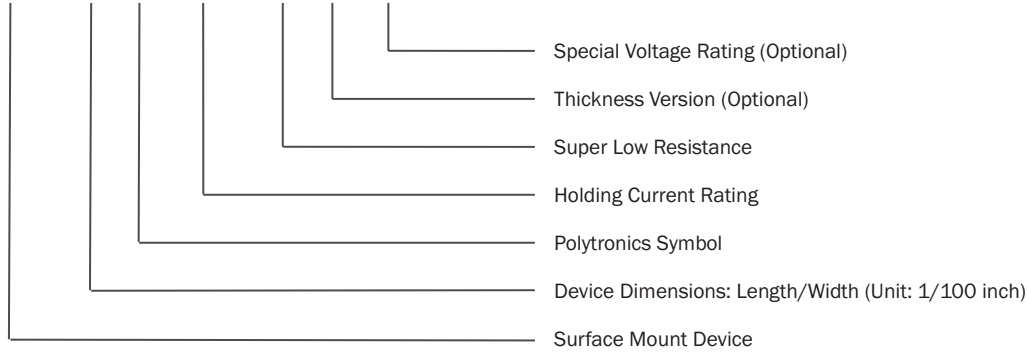 Special Voltage Rating (Optional)
Thickness Version (Optional)
Super Low Resistance
Holding Current Rating
Polytronics Symbol
Device Dimensions: Length/Width (Unit: 1/100 inch)
Surface Mount Device